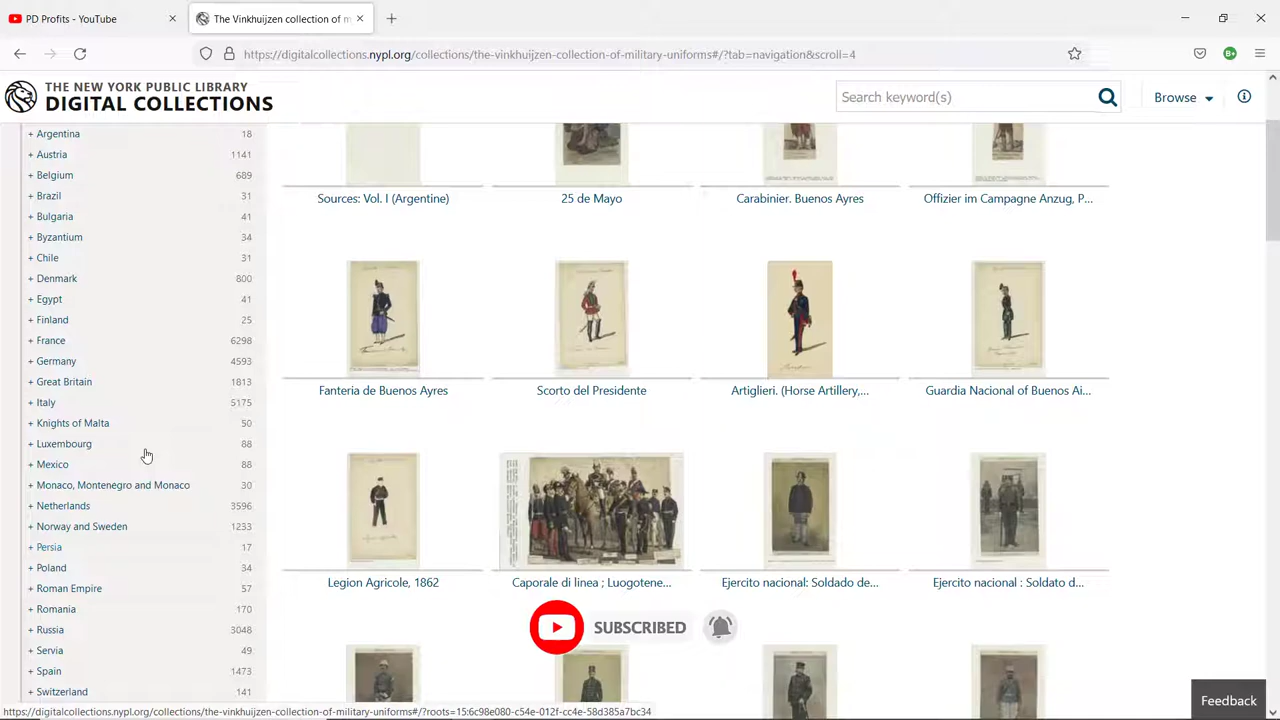 PD Profits - YouTube
The Vinkhuijzen collection of m
https://digitalcollections.nypl.org/collections/the-vinkhuijzen-collection-of-military-uniforms#/?tab=navigation&scroll=4
THE NEW YORK PUBLIC LIBRARY
DIGITAL COLLECTIONS
Search keyword(s)
Browse
+ Argentina 18
+ Austria 1141
+ Belgium 689
+ Brazil 31
+ Bulgaria 41
+ Byzantium 34
+ Chile 31
+ Denmark 800
+ Egypt 41
+ Finland 25
+ France 6298
+ Germany 4593
+ Great Britain 1813
+ Italy 5175
+ Knights of Malta 50
+ Luxembourg 88
+ Mexico 88
+ Monaco, Montenegro and Monaco 30
+ Netherlands 3596
+ Norway and Sweden 1233
+ Persia 17
+ Poland 34
+ Roman Empire 57
+ Romania 170
+ Russia 3048
+ Servia 49
+ Spain 1473
+ Switzerland 141
Sources: Vol. I (Argentine)
25 de Mayo
Carabinier. Buenos Ayres
Offizier im Campagne Anzug, P...
Fanteria de Buenos Ayres
Scorto del Presidente
Artiglieri. (Horse Artillery,...
Guardia Nacional of Buenos Ai...
Legion Agricole, 1862
Caporale di linea ; Luogotene...
Ejercito nacional: Soldado de...
Ejercito nacional : Soldato d...
SUBSCRIBED
Feedback
https://digitalcollections.nypl.org/collections/the-vinkhuijzen-collection-of-military-uniforms#/?roots=15:6c98e080-c54e-012f-cc4e-58d385a7bc34